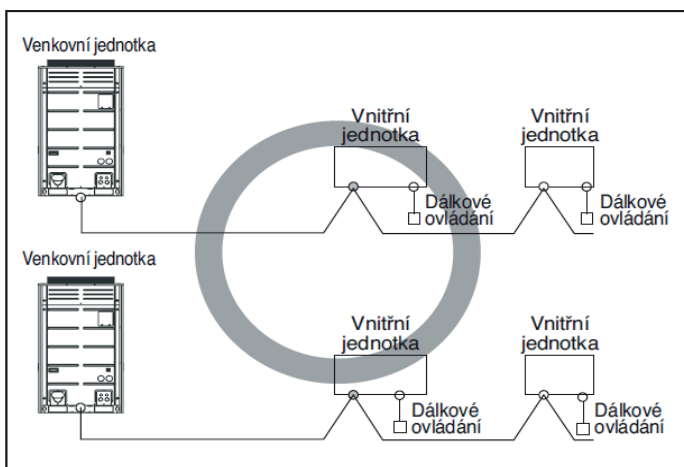 Venkovní jednotka
Vnitřní
jednotka
Vnitřní
jednotka
Dálkové
ovládání
Dálkové
ovládání
Venkovní jednotka
Vnitřní
jednotka
Vnitřní
jednotka
Dálkové
ovládání
Dálkové
ovládání